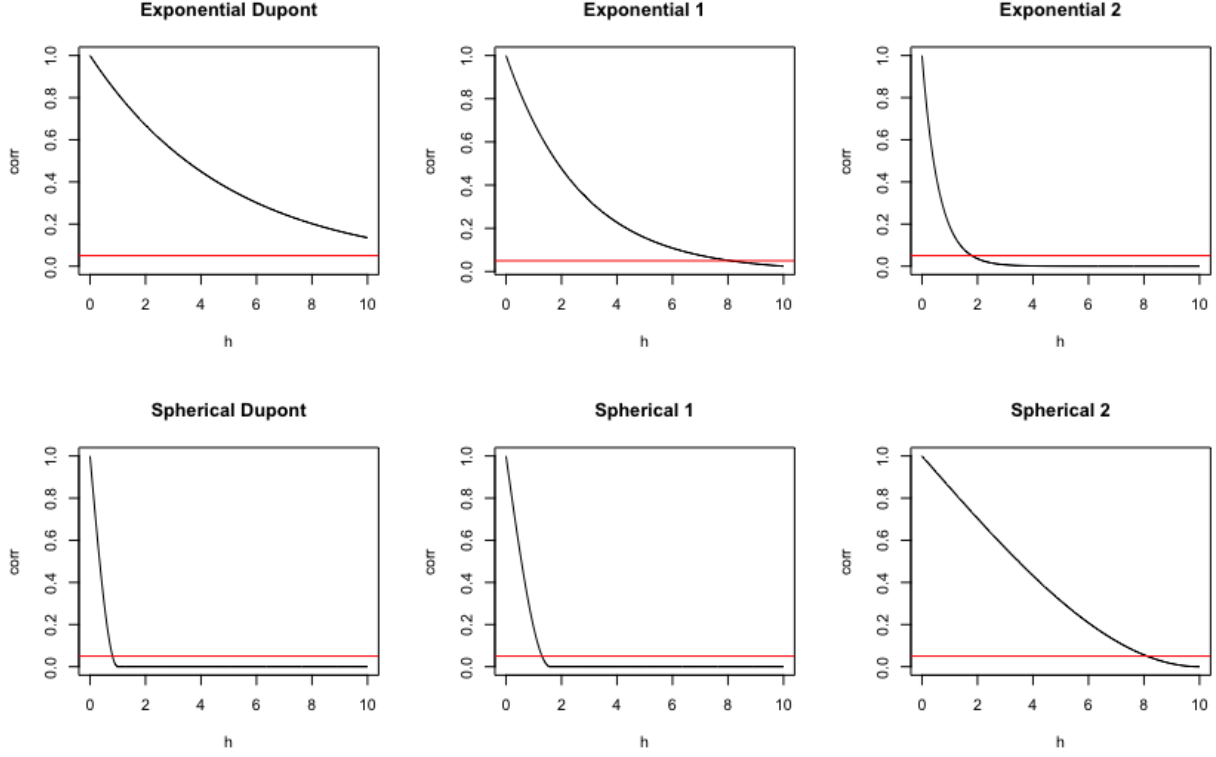 Exponential Dupont
corr
0.0 0.2 0.4 0.6 0.8 1.0
0 2 4 6 8 10
h
Exponential 1
corr
0.0 0.2 0.4 0.6 0.8 1.0
0 2 4 6 8 10
h
Exponential 2
corr
0.0 0.2 0.4 0.6 0.8 1.0
0 2 4 6 8 10
h
Spherical Dupont
corr
0.0 0.2 0.4 0.6 0.8 1.0
0 2 4 6 8 10
h
Spherical 1
corr
0.0 0.2 0.4 0.6 0.8 1.0
0 2 4 6 8 10
h
Spherical 2
corr
0.0 0.2 0.4 0.6 0.8 1.0
0 2 4 6 8 10
h